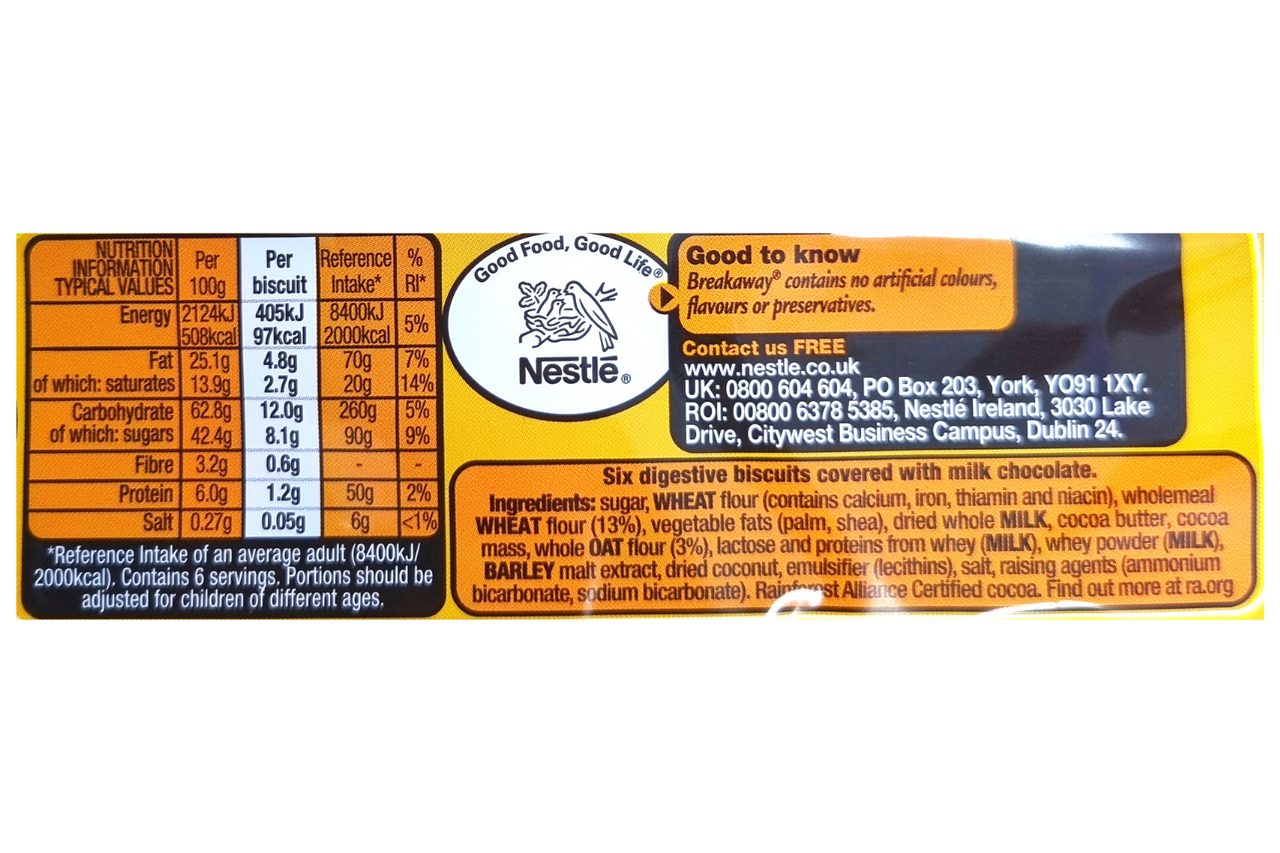 NUTRITION INFORMATION TYPICAL VALUES Per 100g Per biscuit Reference Intake* % RI*
Energy 2124kJ 405kJ 8400kJ 5%
508kcal 97kcal 2000kcal
Fat 25.1g 4.8g 70g 7%
of which: saturates 13.9g 2.7g 20g 14%
Carbohydrate 62.8g 12.0g 260g 5%
of which: sugars 42.4g 8.1g 90g 9%
Fibre 3.2g 0.6g - -
Protein 6.0g 1.2g 50g 2%
Salt 0.27g 0.05g 6g <1%
*Reference Intake of an average adult (8400kJ/
2000kcal). Contains 6 servings. Portions should be
adjusted for children of different ages.
Good Food, Good Life®
Nestlé®
Good to know
Breakaway® contains no artificial colours,
flavours or preservatives.
Contact us FREE
www.nestle.co.uk
UK: 0800 604 604, PO Box 203, York, YO91 1XY.
ROI: 00800 6378 5385, Nestlé Ireland, 3030 Lake
Drive, Citywest Business Campus, Dublin 24.
Six digestive biscuits covered with milk chocolate.
Ingredients: sugar, WHEAT flour (contains calcium, iron, thiamin and niacin), wholemeal
WHEAT flour (13%), vegetable fats (palm, shea), dried whole MILK, cocoa butter, cocoa
mass, whole OAT flour (3%), lactose and proteins from whey (MILK), whey powder (MILK),
BARLEY malt extract, dried coconut, emulsifier (lecithins), salt, raising agents (ammonium
bicarbonate, sodium bicarbonate). Rainforest Alliance Certified cocoa. Find out more at ra.org